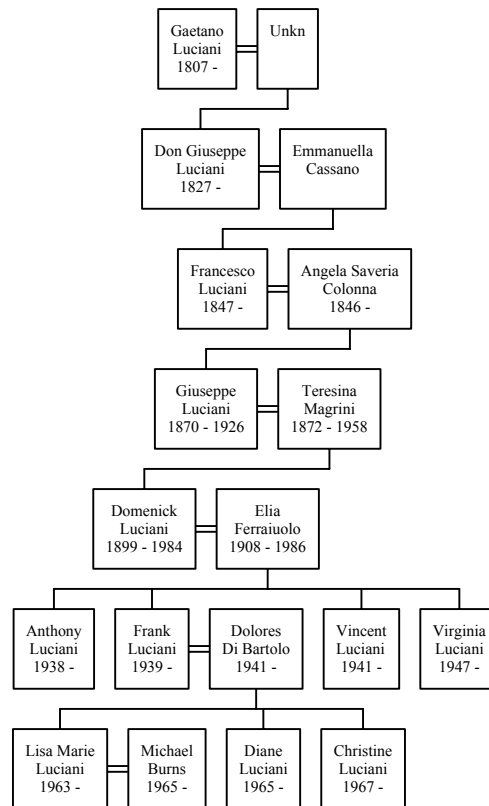 Gaetano
Luciani
1807 -
Unkn
Don Giuseppe
Luciani
1827 -
Emmanuella
Cassano
Francesco
Luciani
1847 -
Angela Saveria
Colonna
1846 -
Giuseppe
Luciani
1870 - 1926
Teresina
Magrini
1872 - 1958
Domenick
Luciani
1899 - 1984
Elia
Ferraiuolo
1908 - 1986
Anthony
Luciani
1938 -
Frank
Luciani
1939 -
Dolores
Di Bartolo
1941 -
Vincent
Luciani
1941 -
Virginia
Luciani
1947 -
Lisa Marie
Luciani
1963 -
Michael
Burns
1965 -
Diane
Luciani
1965 -
Christine
Luciani
1967 -